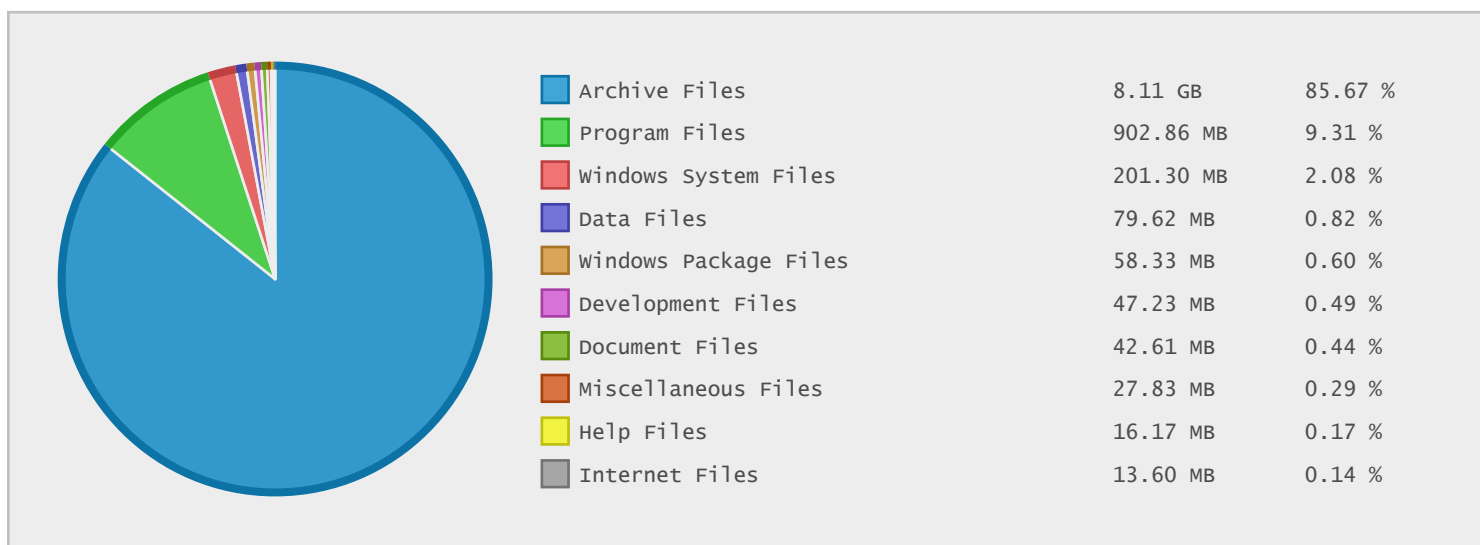 Archive Files 8.11 GB 85.67 %
Program Files 902.86 MB 9.31 %
Windows System Files 201.30 MB 2.08 %
Data Files 79.62 MB 0.82 %
Windows Package Files 58.33 MB 0.60 %
Development Files 47.23 MB 0.49 %
Document Files 42.61 MB 0.44 %
Miscellaneous Files 27.83 MB 0.29 %
Help Files 16.17 MB 0.17 %
Internet Files 13.60 MB 0.14 %